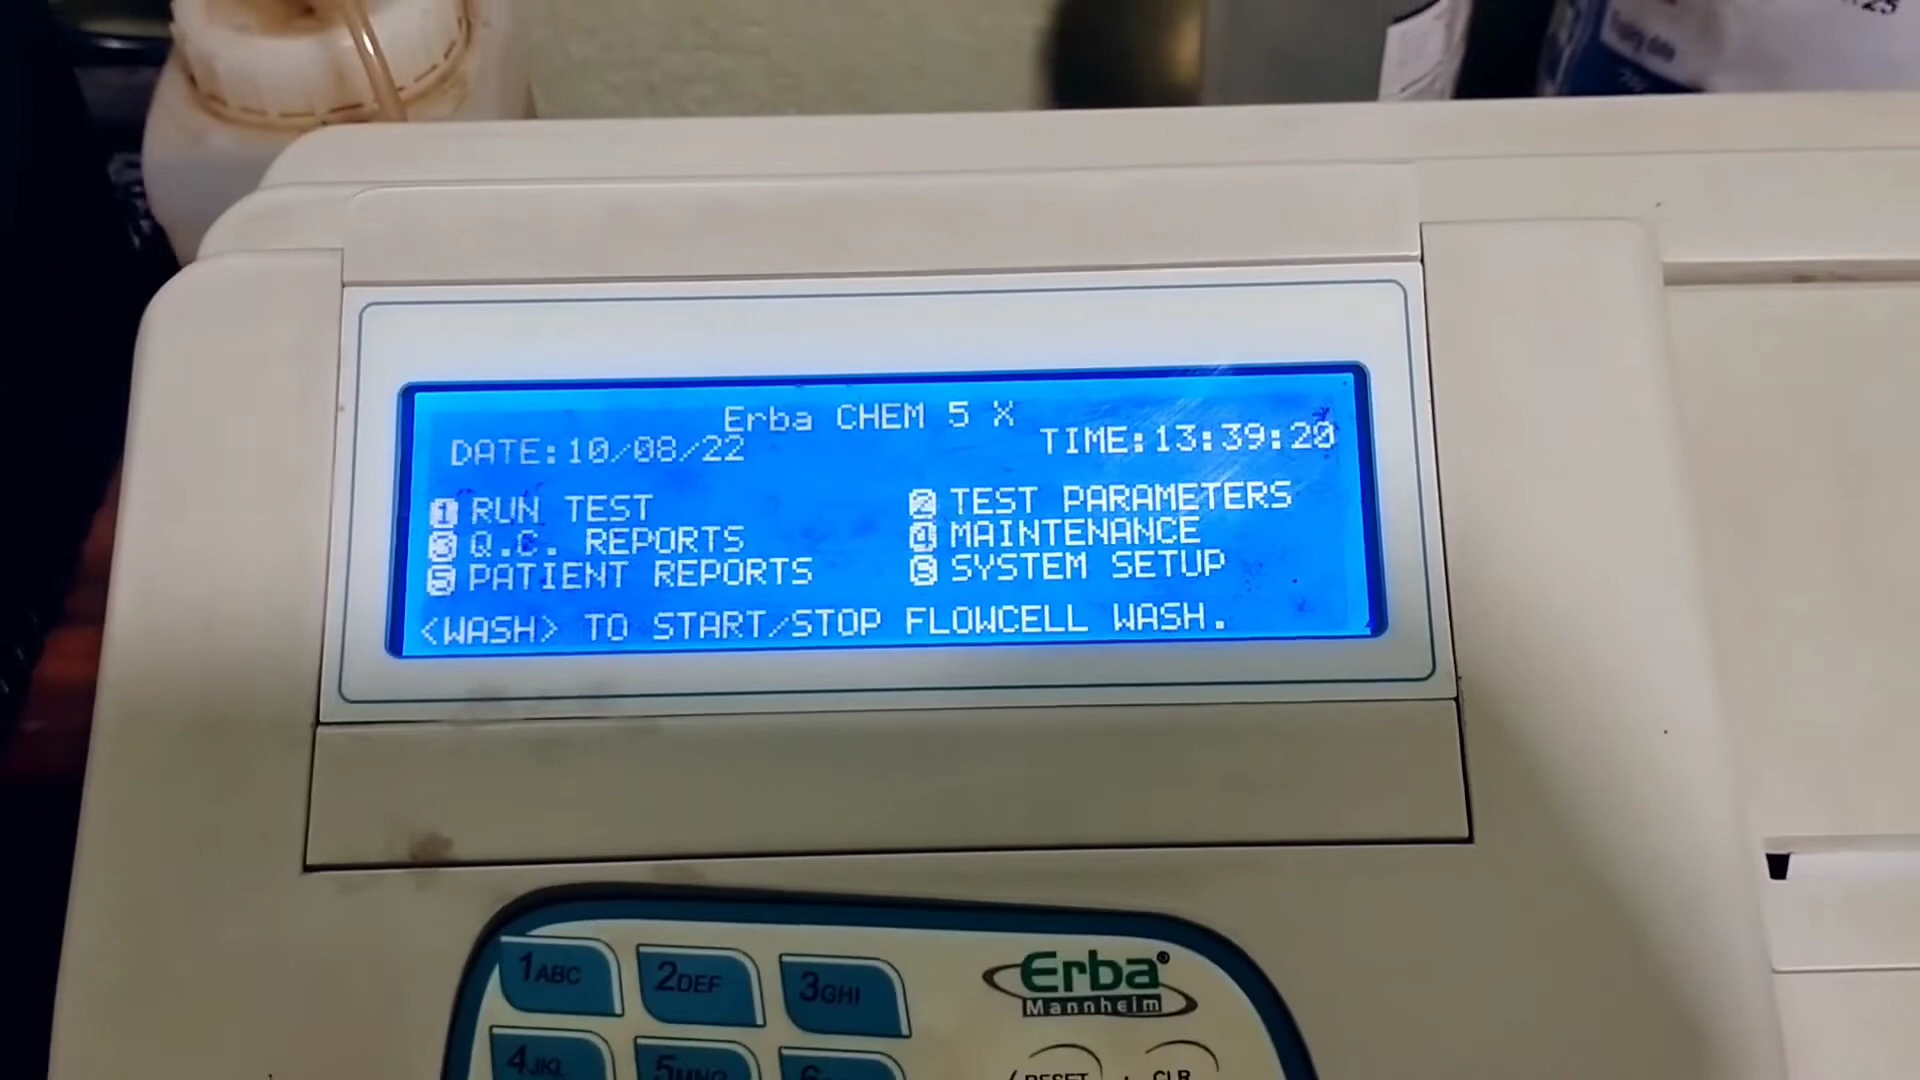 Erba CHEM 5 X
DATE:10/08/22 TIME:13:39:20
1 RUN TEST 2 TEST PARAMETERS
3 Q.C. REPORTS 4 MAINTENANCE
5 PATIENT REPORTS 6 SYSTEM SETUP
<WASH> TO START/STOP FLOWCELL WASH.
1ABC 2DEF 3GHI
Erba®
Mannheim
4JKL 5MNO
RESET CLR